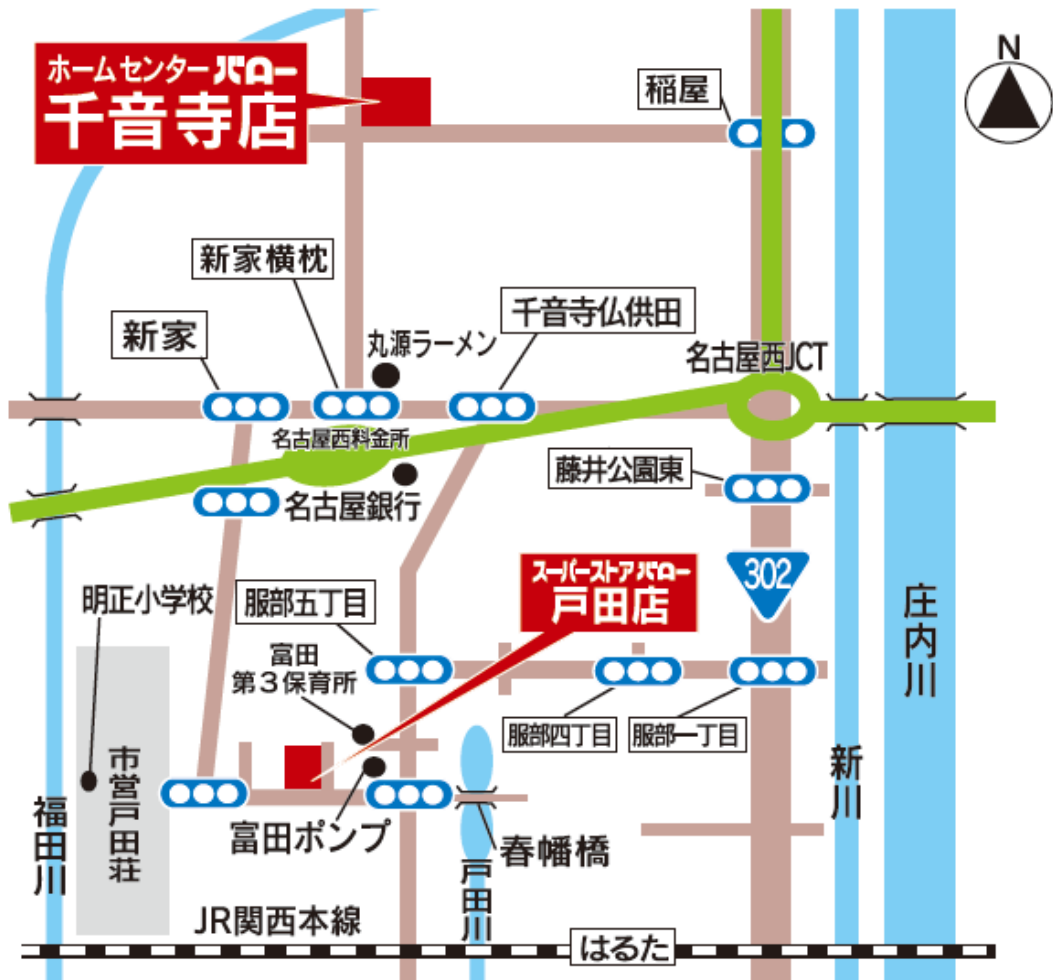 ホームセンターバロー
千音寺店
稲屋
N
新家横枕
千音寺仏供田
新家
丸源ラーメン
名古屋西JCT
名古屋西料金所
藤井公園東
名古屋銀行
302
スーパーストアバロー
戸田店
明正小学校
服部五丁目
庄内川
富田
第3保育所
服部四丁目
服部一丁目
市営戸田荘
新川
福田川
富田ポンプ
春幡橋
戸田川
JR関西本線
はるた